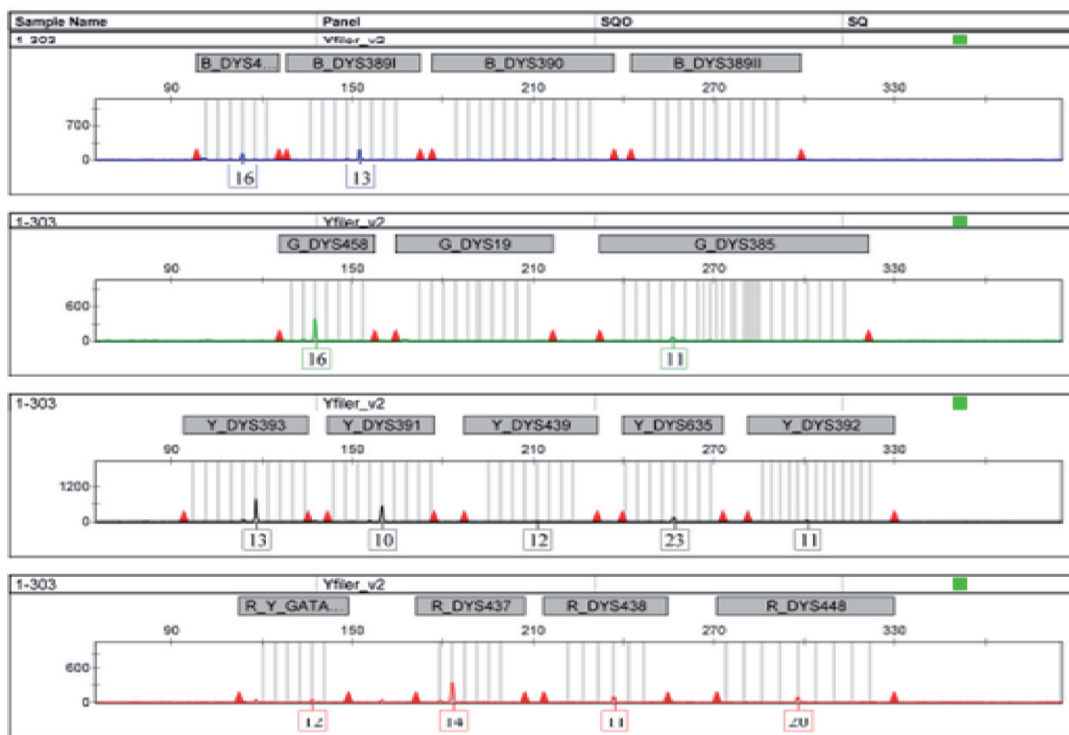 Sample Name Panel SQO SQ
1-303 Yfiler_v2
B_DYS4... B_DYS389I B_DYS390 B_DYS389II
90 150 210 270 330
700
0
16 13
1-303 Yfiler_v2
G_DYS458 G_DYS19 G_DYS385
90 150 210 270 330
600
0
16 11
1-303 Yfiler_v2
Y_DYS393 Y_DYS391 Y_DYS439 Y_DYS635 Y_DYS392
90 150 210 270 330
1200
0
13 10 12 23 11
1-303 Yfiler_v2
R_Y_GATA... R_DYS437 R_DYS438 R_DYS448
90 150 210 270 330
600
0
12 14 11 20